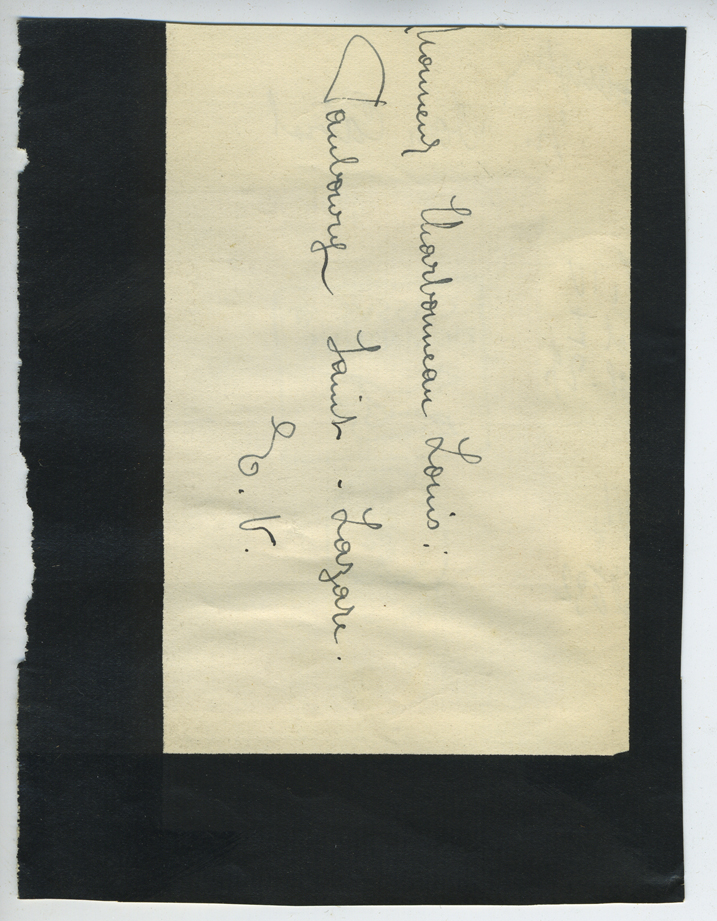 Monsieur Charbonneau Louis.
Faubourg Saint-Lazare.
E. V.